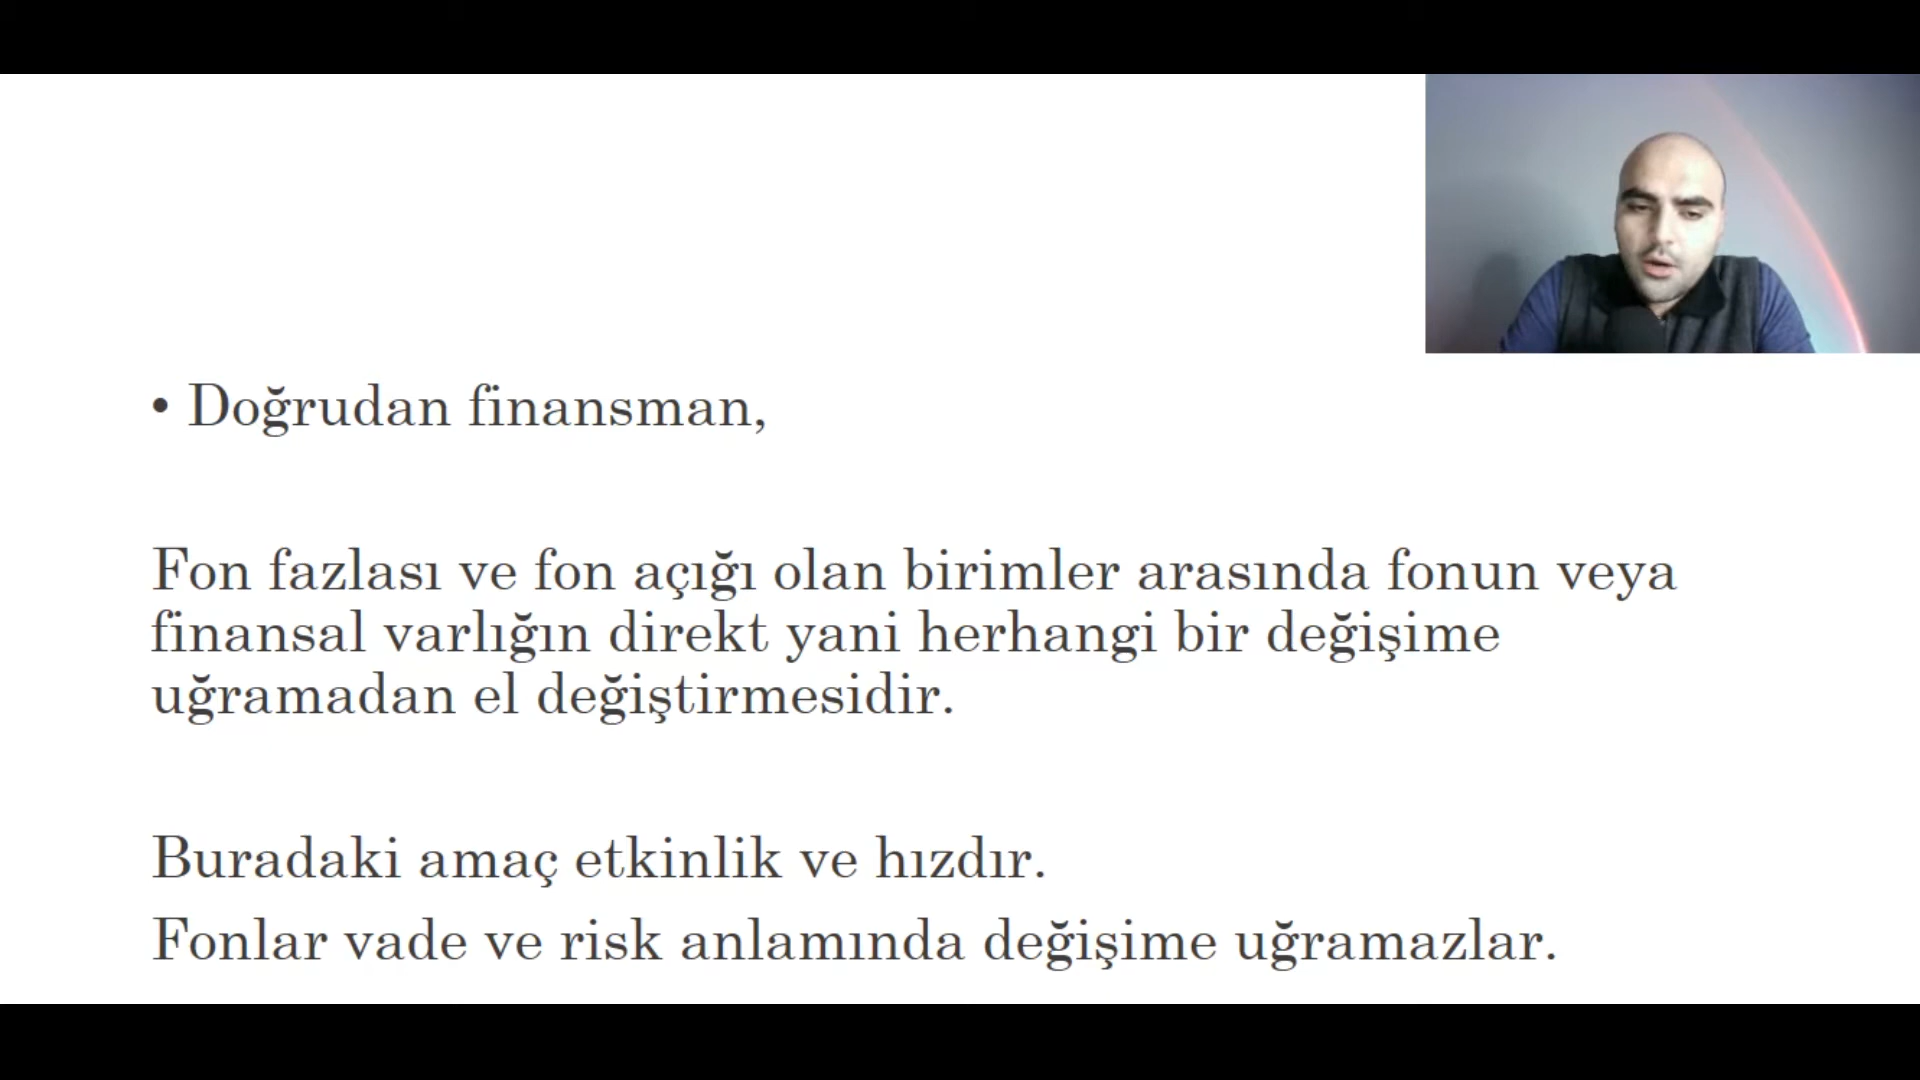 • Doğrudan finansman,
Fon fazlası ve fon açığı olan birimler arasında fonun veya
finansal varlığın direkt yani herhangi bir değişime
uğramadan el değiştirmesidir.
Buradaki amaç etkinlik ve hızdır.
Fonlar vade ve risk anlamında değişime uğramazlar.